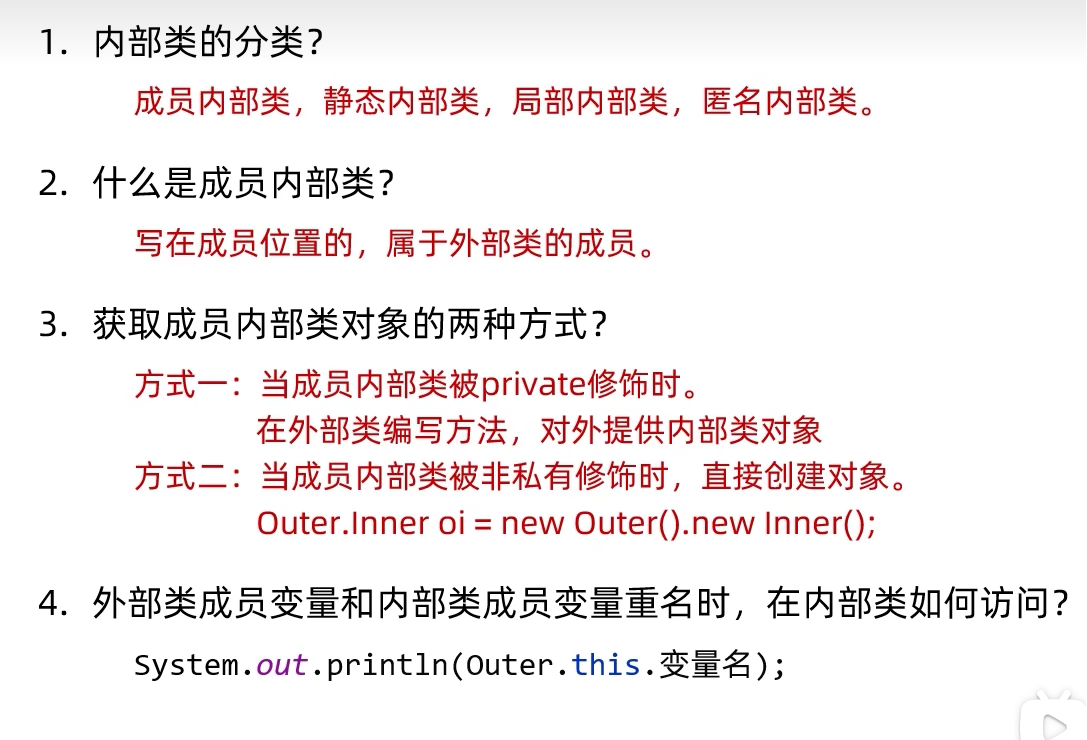 1. 内部类的分类？
成员内部类，静态内部类，局部内部类，匿名内部类。
2. 什么是成员内部类？
写在成员位置的，属于外部类的成员。
3. 获取成员内部类对象的两种方式？
方式一：当成员内部类被private修饰时。
在外部类编写方法，对外提供内部类对象
方式二：当成员内部类被非私有修饰时，直接创建对象。
Outer.Inner oi = new Outer().new Inner();
4. 外部类成员变量和内部类成员变量重名时，在内部类如何访问？
System.out.println(Outer.this.变量名);